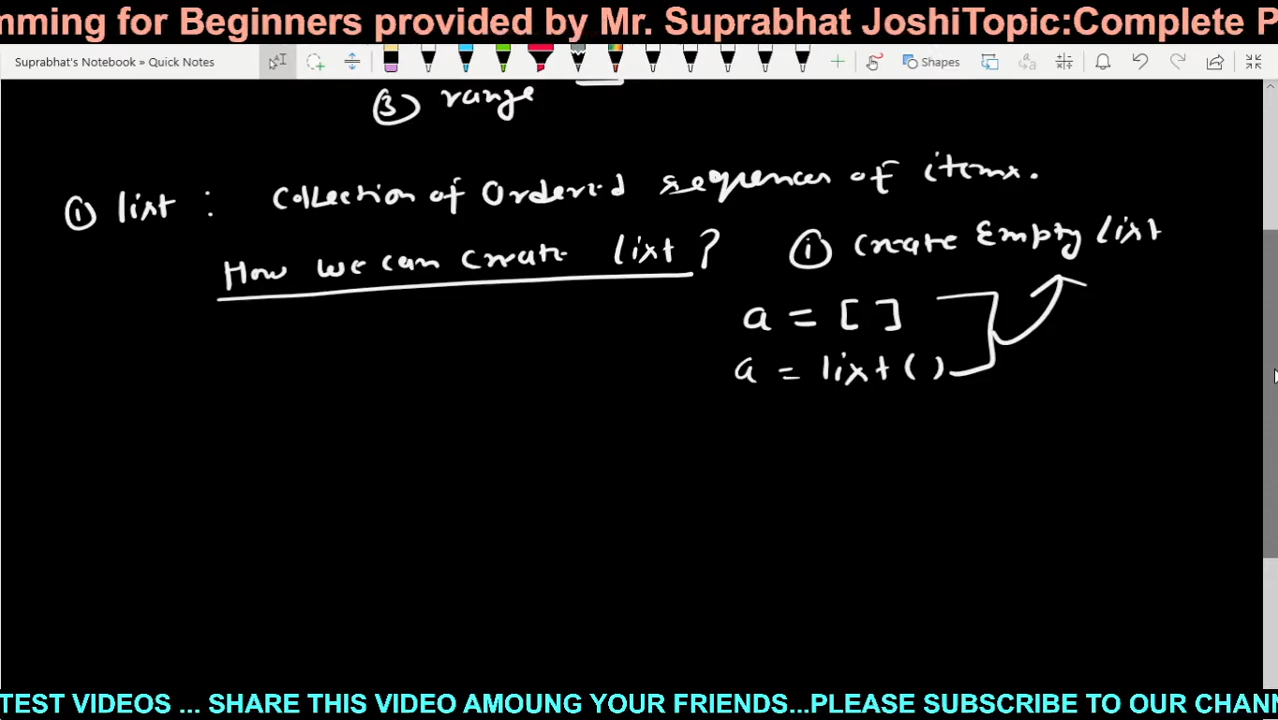 mming for Beginners provided by Mr. Suprabhat JoshiTopic:Complete P
Suprabhat's Notebook » Quick Notes
Shapes
③ range
① list : Collection of Ordered sequences of items.
How we can create list ? ① Create Empty list
a = [ ]
a = list ( )
TEST VIDEOS ... SHARE THIS VIDEO AMOUNG YOUR FRIENDS...PLEASE SUBSCRIBE TO OUR CHAN